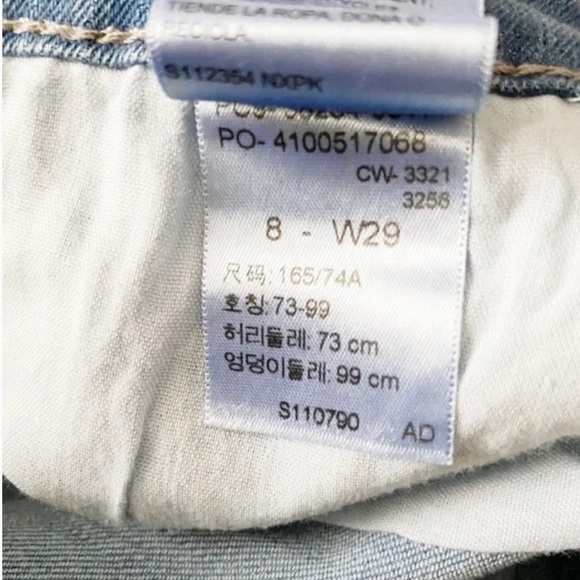 TIENDE LA ROPA, DONA O
RECICLA.
S112354 NXPK
PO- 4100517068
CW- 3321
3256
8 - W29
尺码: 165/74A
호칭: 73-99
허리둘레: 73 cm
엉덩이둘레: 99 cm
S110790 AD